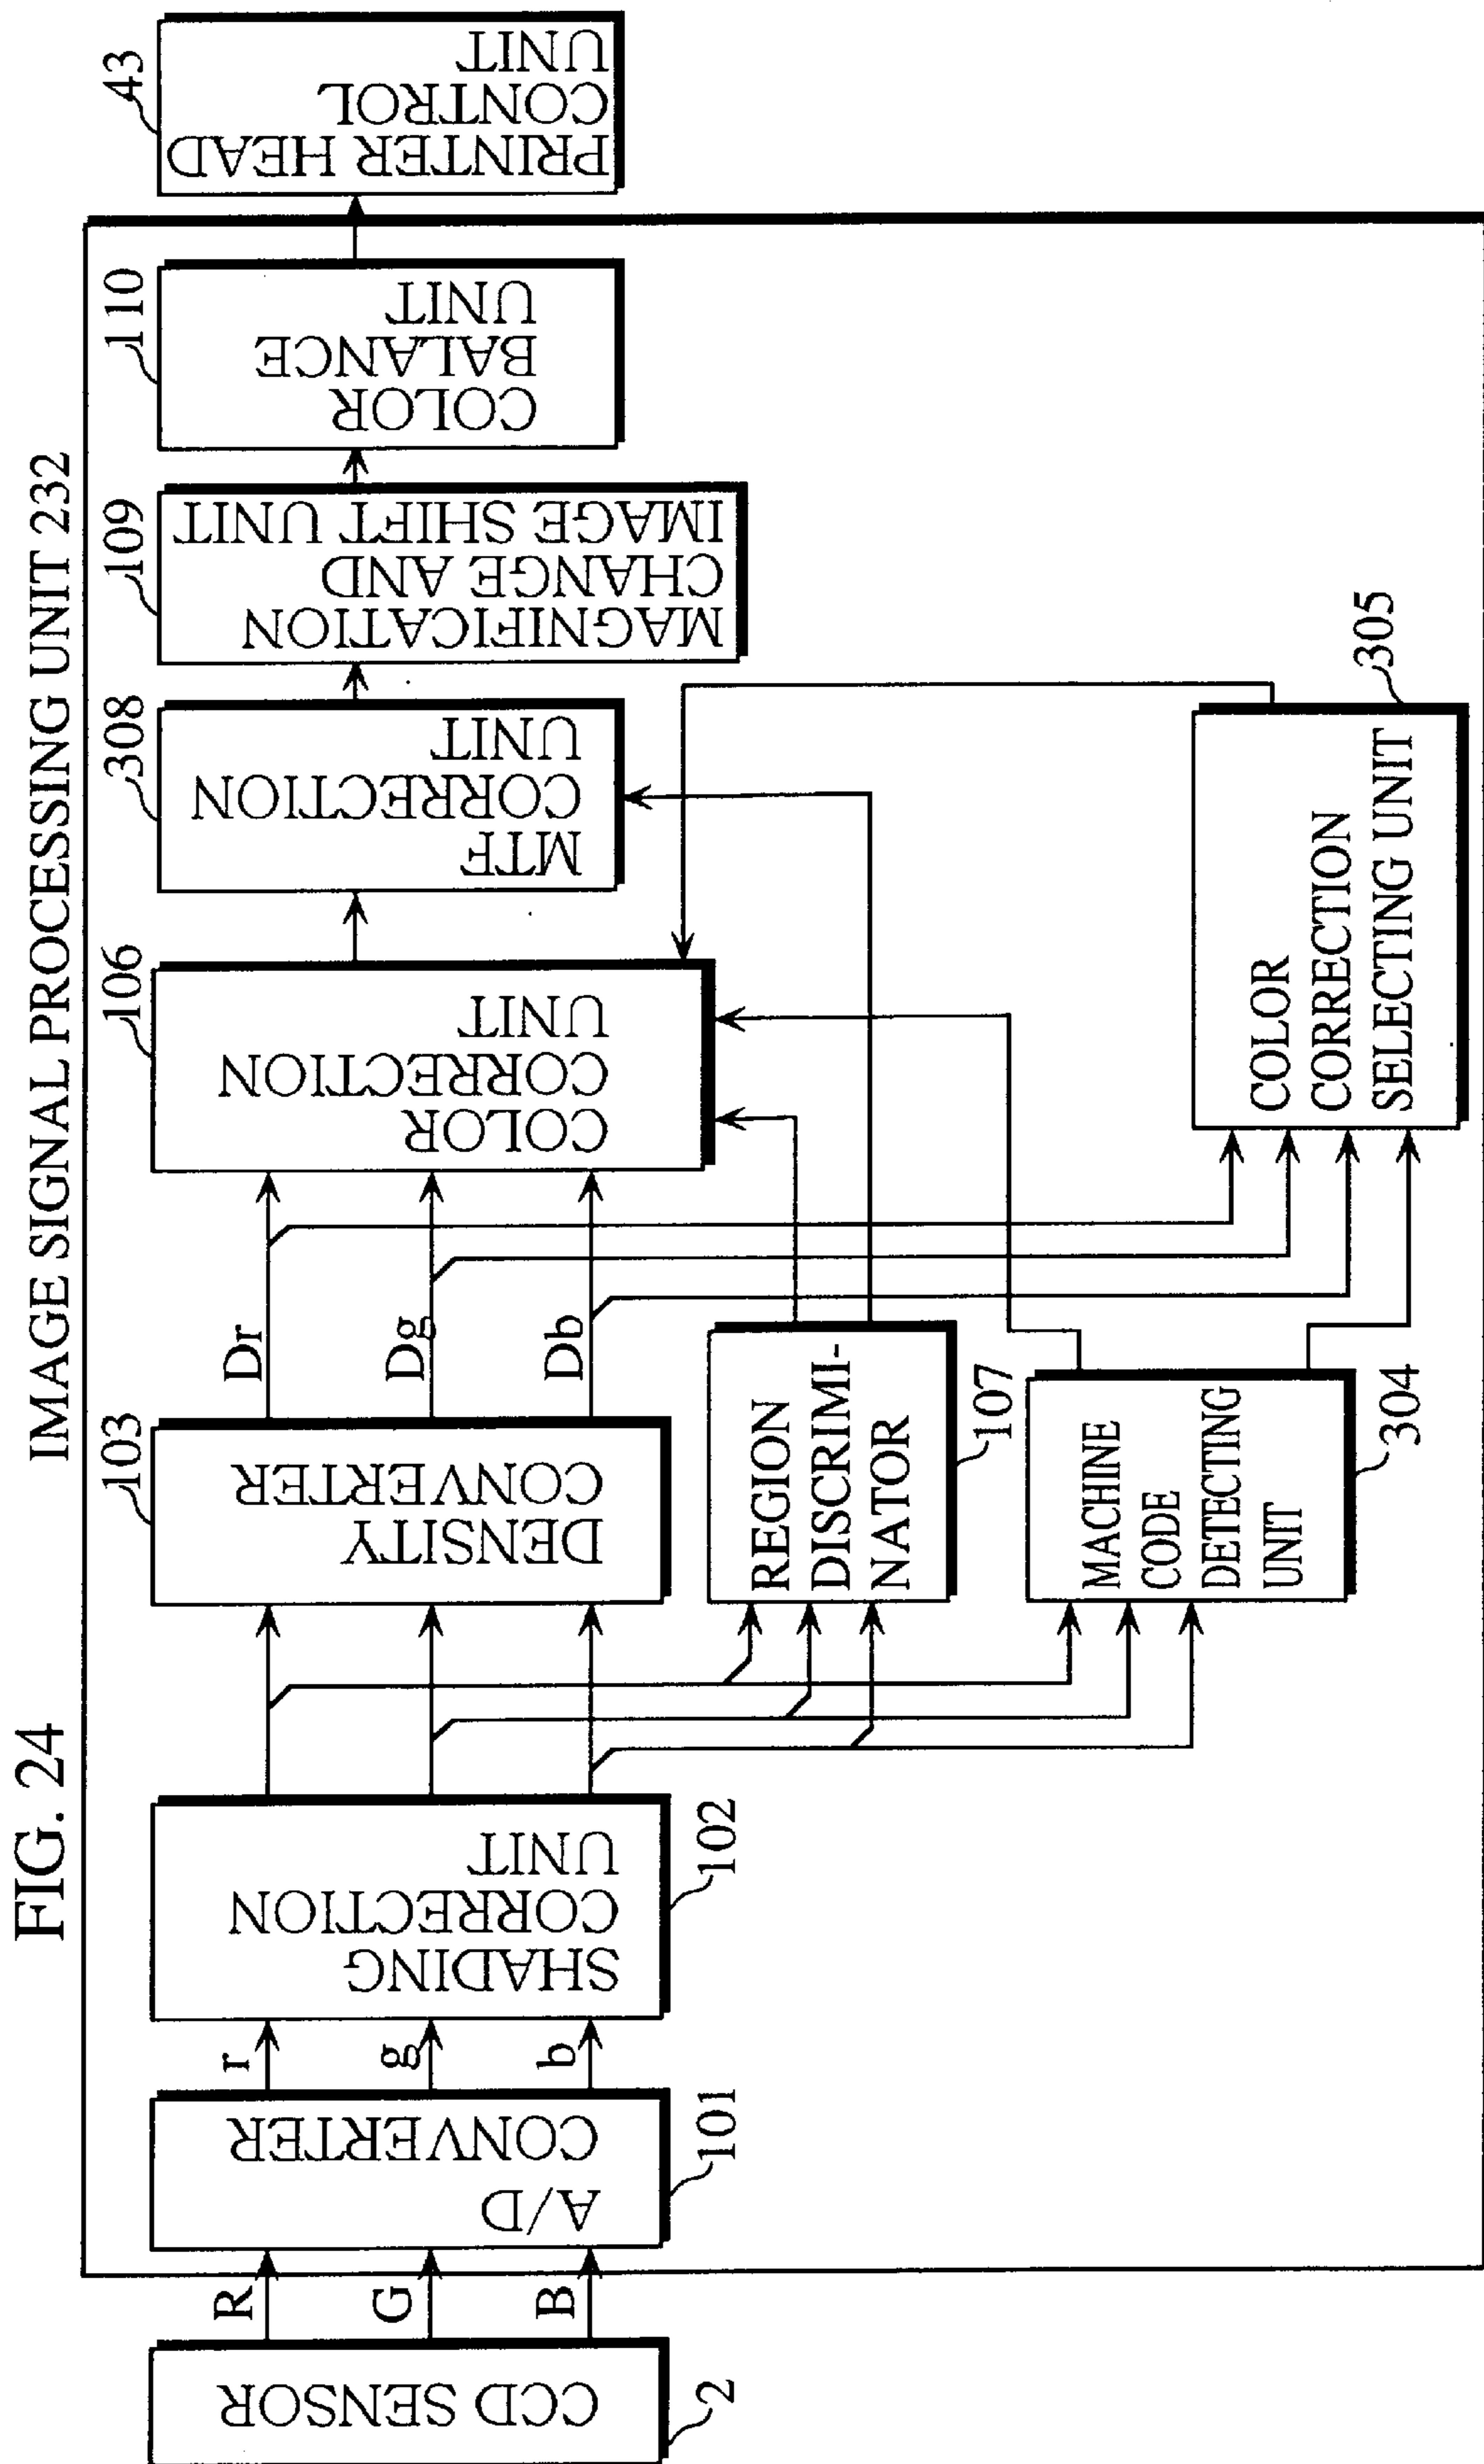 FIG. 24
IMAGE SIGNAL PROCESSING UNIT 232
CCD SENSOR
2
R
G
B
A/D
CONVERTER
101
r
g
b
SHADING
CORRECTION
UNIT
102
DENSITY
CONVERTER
103
Dr
Dg
Db
REGION
DISCRIMI-
NATOR
107
MACHINE
CODE
DETECTING
UNIT
304
COLOR
CORRECTION
UNIT
106
COLOR
CORRECTION
SELECTING UNIT
305
MTF
CORRECTION
UNIT
308
MAGNIFICATION
CHANGE AND
IMAGE SHIFT UNIT
109
COLOR
BALANCE
UNIT
110
PRINTER HEAD
CONTROL
UNIT
43